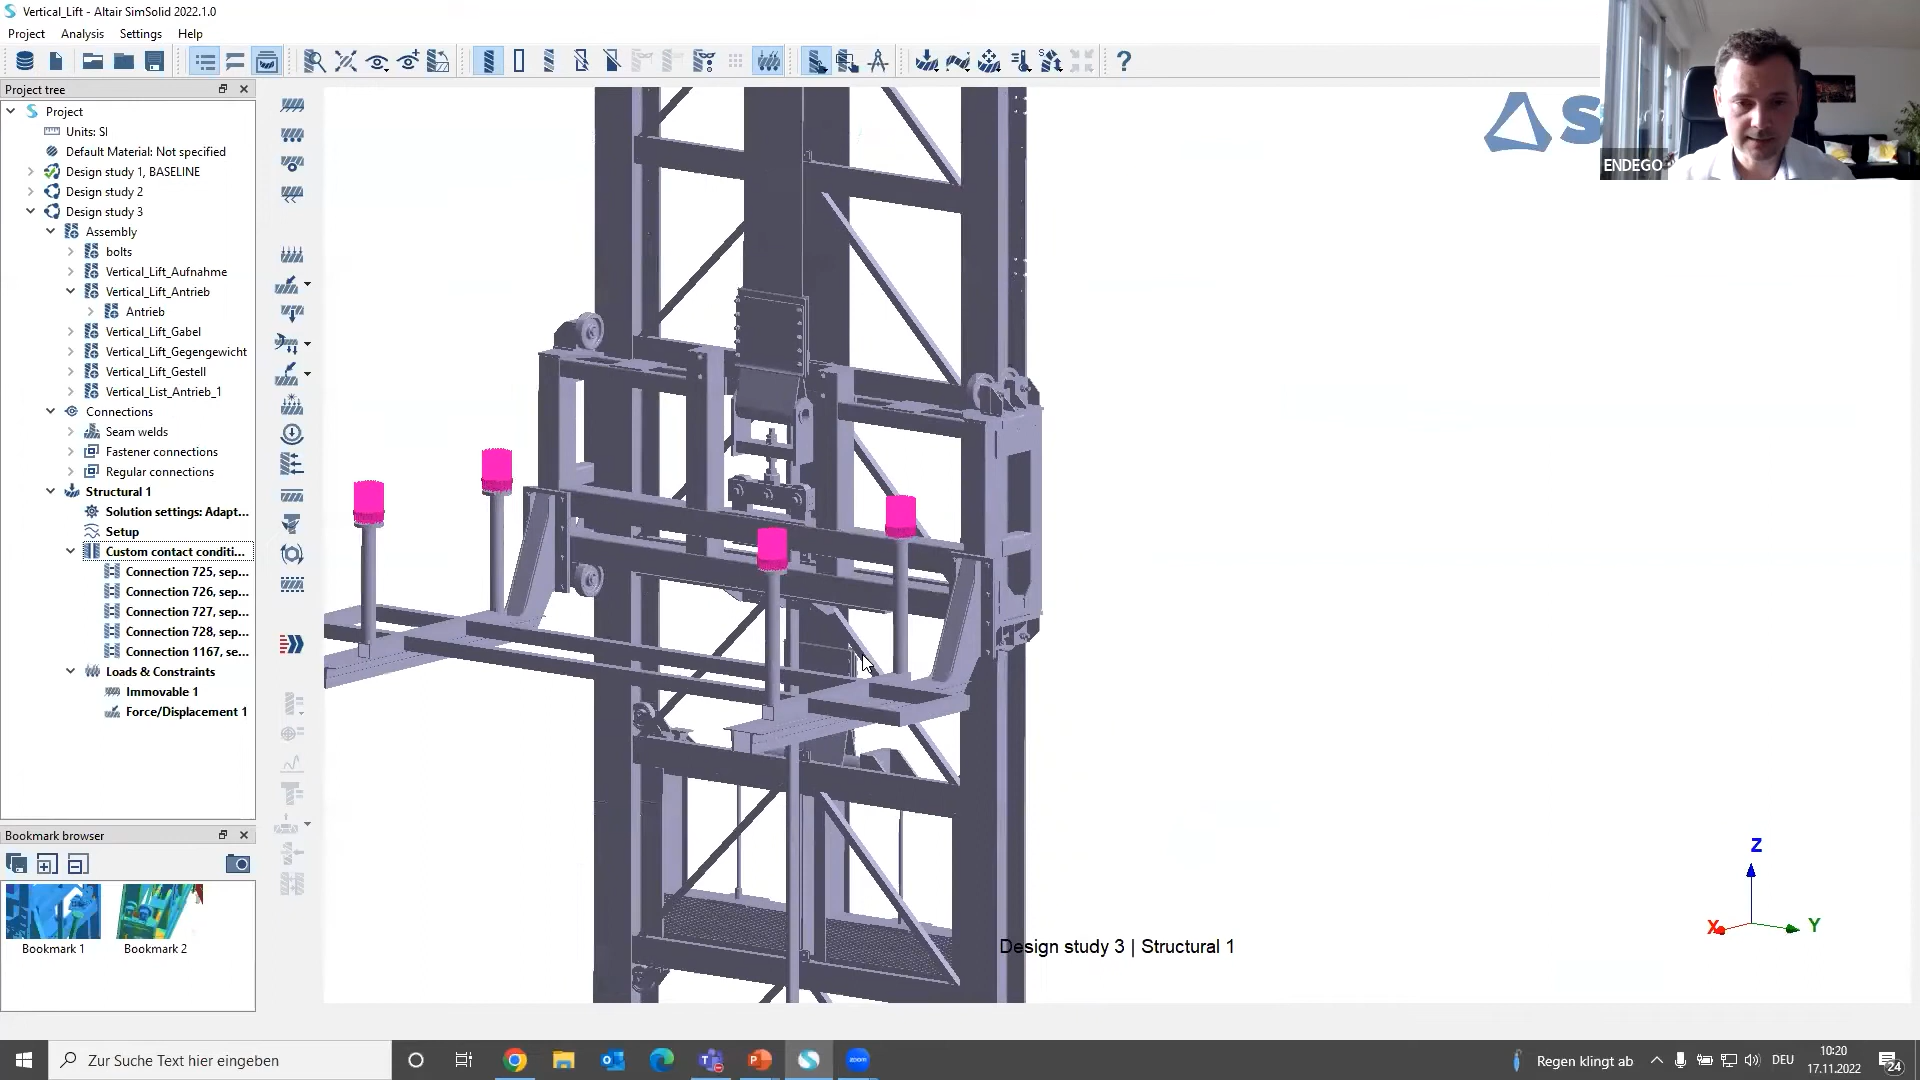 Vertical_Lift - Altair SimSolid 2022.1.0
Project Analysis Settings Help
Project tree
Project
Units: SI
Default Material: Not specified
Design study 1, BASELINE
Design study 2
Design study 3
Assembly
bolts
Vertical_Lift_Aufnahme
Vertical_Lift_Antrieb
Antrieb
Vertical_Lift_Gabel
Vertical_Lift_Gegengewicht
Vertical_Lift_Gestell
Vertical_List_Antrieb_1
Connections
Seam welds
Fastener connections
Regular connections
Structural 1
Solution settings: Adapt...
Setup
Custom contact conditi...
Connection 725, sep...
Connection 726, sep...
Connection 727, sep...
Connection 728, sep...
Connection 1167, se...
Loads & Constraints
Immovable 1
Force/Displacement 1
Bookmark browser
Bookmark 1
Bookmark 2
ENDEGO
Z
X
Y
Design study 3 | Structural 1
Zur Suche Text hier eingeben
Regen klingt ab
DEU
10:20
17.11.2022
24